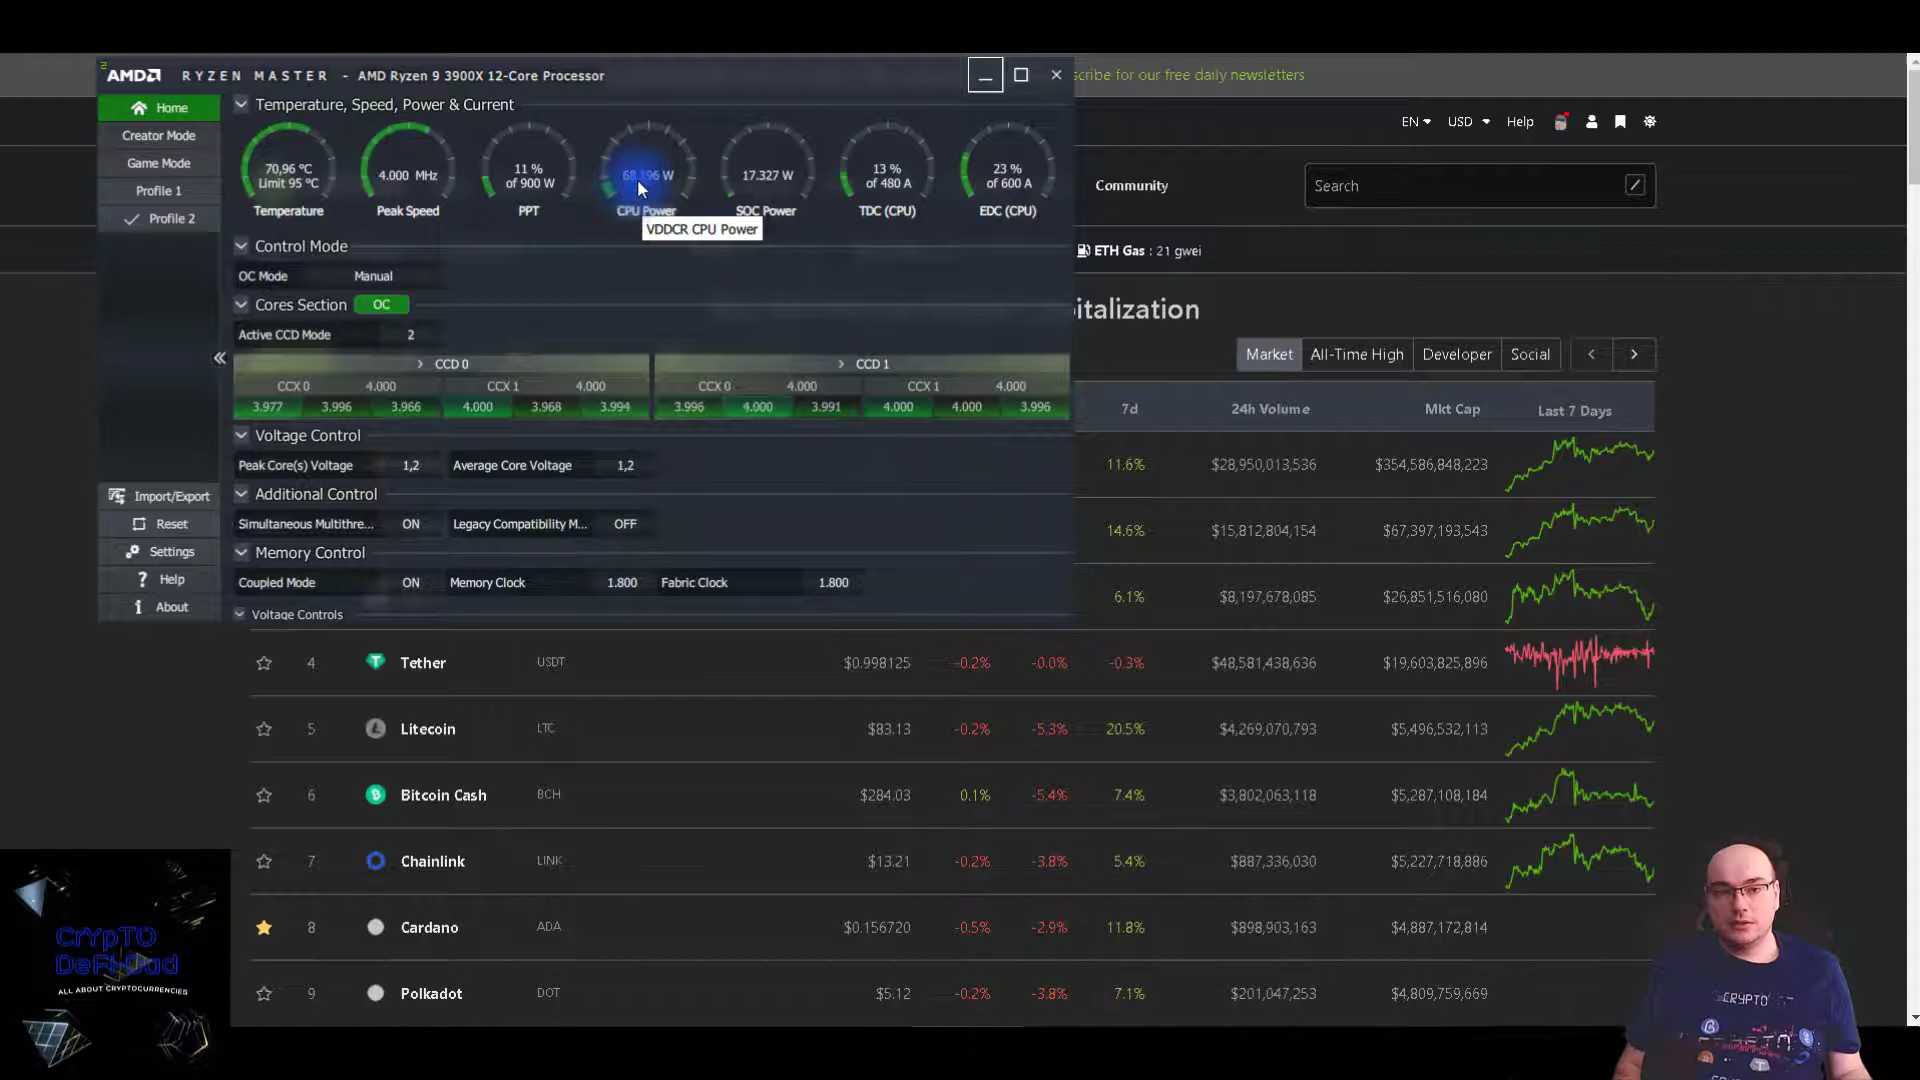 2
AMD RYZEN MASTER - AMD Ryzen 9 3900X 12-Core Processor
scribe for our free daily newsletters
Home
Creator Mode
Game Mode
Profile 1
Profile 2
Temperature, Speed, Power & Current
70,96 °C
Limit 95 °C
Temperature
4.000 MHz
Peak Speed
11 %
of 900 W
PPT
68.196 W
CPU Power
17.327 W
SOC Power
13 %
of 480 A
TDC (CPU)
23 %
of 600 A
EDC (CPU)
VDDCR CPU Power
EN USD Help
Community
Search /
ETH Gas : 21 gwei
Control Mode
OC Mode Manual
Cores Section OC
Active CCD Mode 2
CCD 0 CCD 1
CCX 0 4.000 CCX 1 4.000 CCX 0 4.000 CCX 1 4.000
3.977 3.996 3.966 4.000 3.968 3.994 3.996 4.000 3.991 4.000 4.000 3.996
Voltage Control
Peak Core(s) Voltage 1,2 Average Core Voltage 1,2
Additional Control
Simultaneous Multithre... ON Legacy Compatibility M... OFF
Memory Control
Coupled Mode ON Memory Clock 1.800 Fabric Clock 1.800
Voltage Controls
Import/Export
Reset
Settings
Help
About
italization
Market All-Time High Developer Social
7d 24h Volume Mkt Cap Last 7 Days
11.6% $28,950,013,536 $354,586,848,223
14.6% $15,812,804,154 $67,397,193,543
6.1% $8,197,678,085 $26,851,516,080
4 Tether USDT $0.998125 -0.2% -0.0% -0.3% $48,581,438,636 $19,603,825,896
5 Litecoin LTC $83.13 -0.2% -5.3% 20.5% $4,269,070,793 $5,496,532,113
6 Bitcoin Cash BCH $284.03 0.1% -5.4% 7.4% $3,802,063,118 $5,287,108,184
7 Chainlink LINK $13.21 -0.2% -3.8% 5.4% $887,336,030 $5,227,718,886
8 Cardano ADA $0.156720 -0.5% -2.9% 11.8% $898,903,163 $4,887,172,814
9 Polkadot DOT $5.12 -0.2% -3.8% 7.1% $201,047,253 $4,809,759,669
CrYpTO
DeFI Dad
ALL ABOUT CRYPTOCURRENCIES
CRYPTO